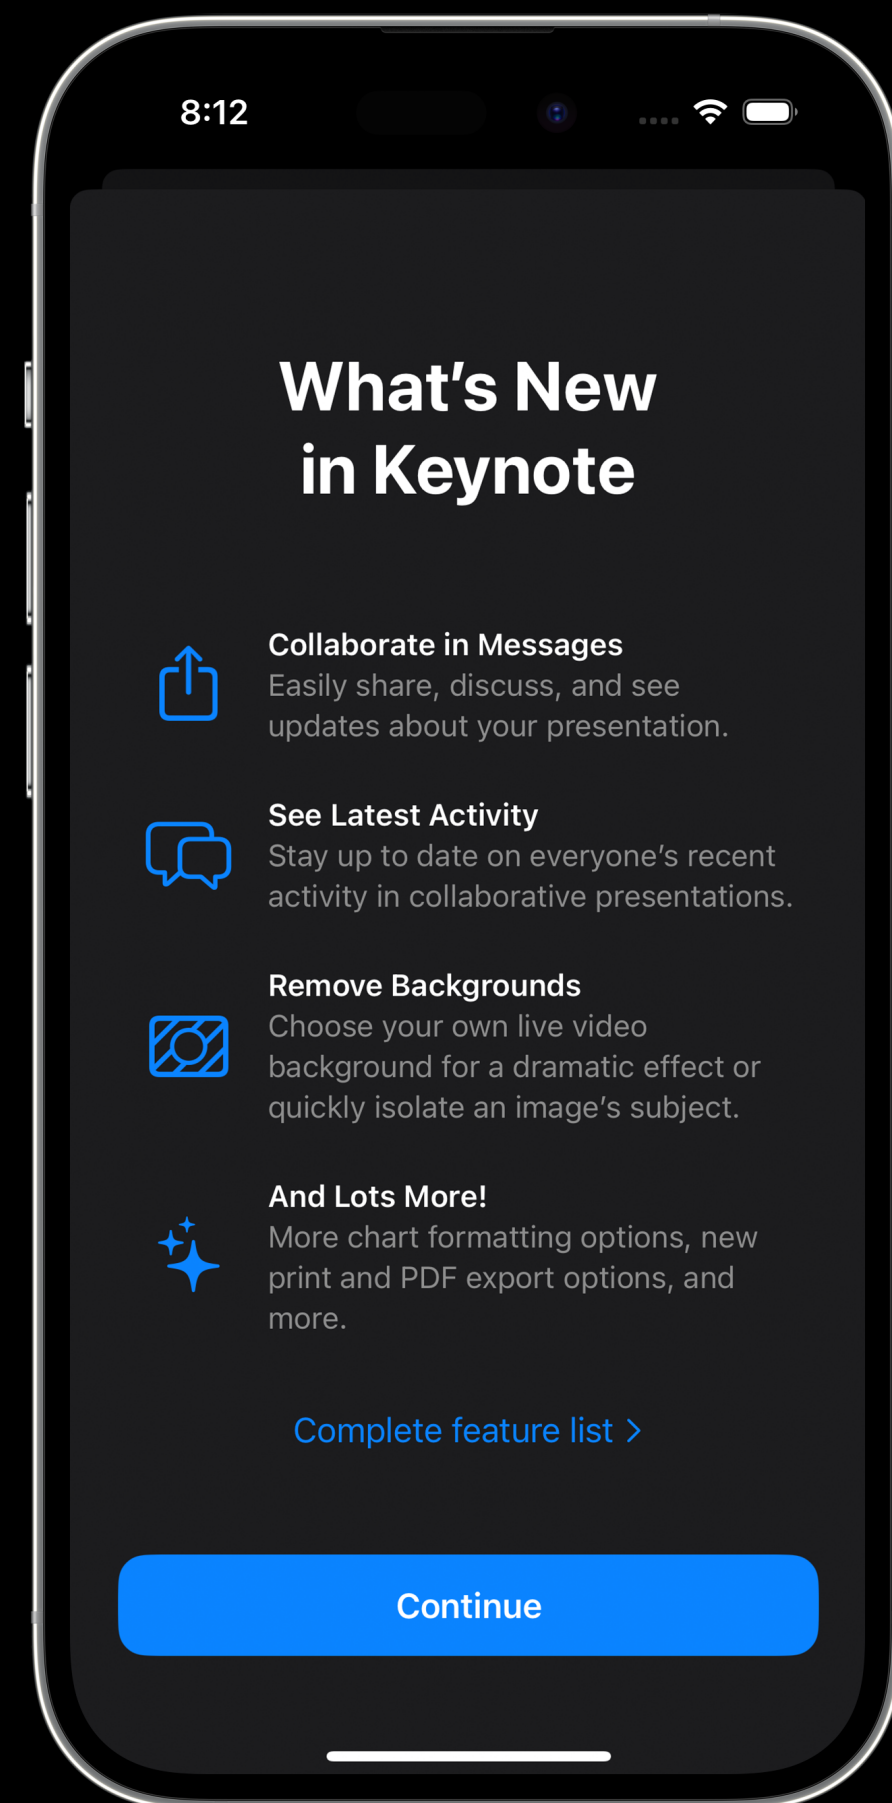 8:12
What’s New
in Keynote
Collaborate in Messages
Easily share, discuss, and see
updates about your presentation.
See Latest Activity
Stay up to date on everyone’s recent
activity in collaborative presentations.
Remove Backgrounds
Choose your own live video
background for a dramatic effect or
quickly isolate an image’s subject.
And Lots More!
More chart formatting options, new
print and PDF export options, and
more.
Complete feature list
Continue